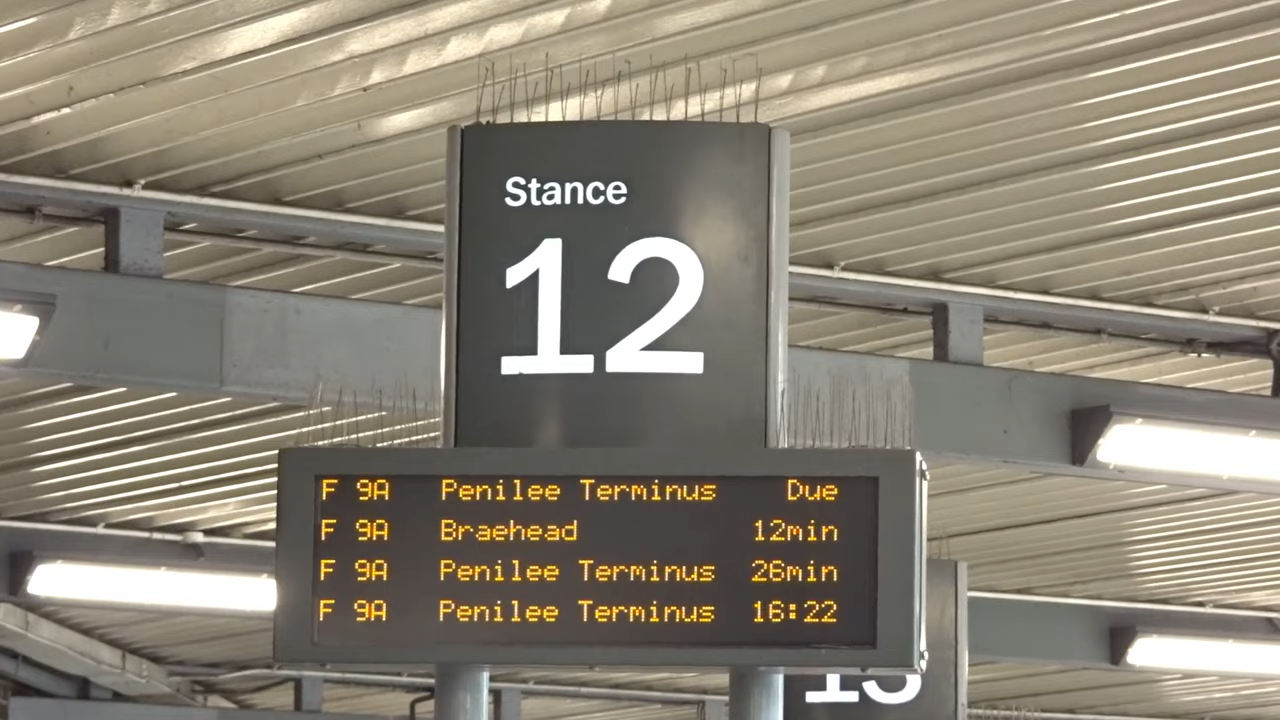 Stance
12
F 9A Penilee Terminus Due
F 9A Braehead 12min
F 9A Penilee Terminus 26min
F 9A Penilee Terminus 16:22